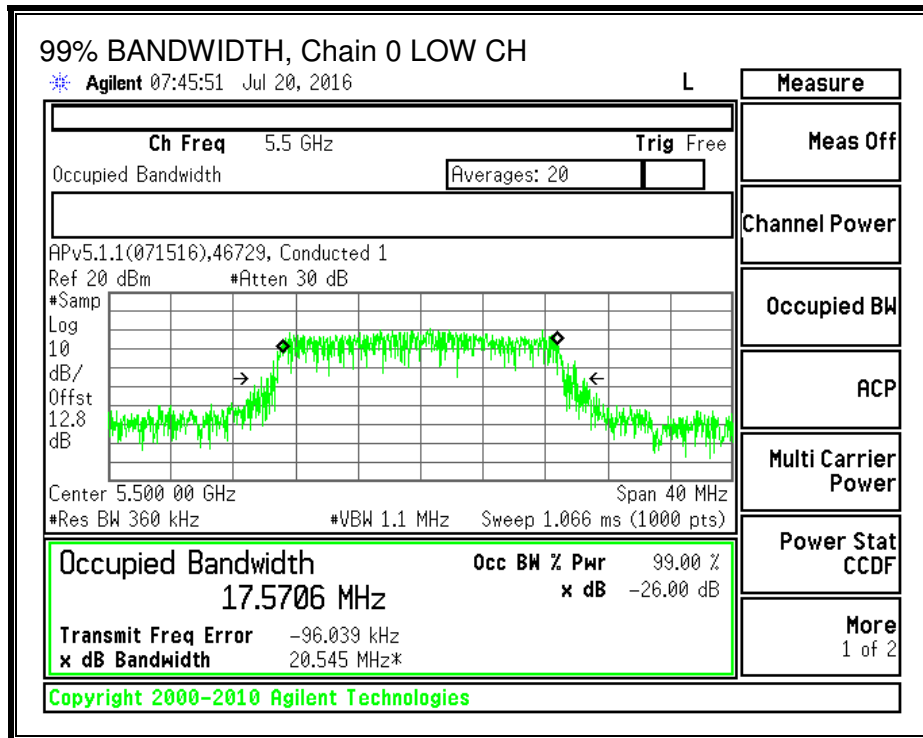 99% BANDWIDTH, Chain 0 LOW CH
Agilent 07:45:51 Jul 20, 2016 L
Measure
Ch Freq 5.5 GHz Trig Free
Occupied Bandwidth Averages: 20
Meas Off
Channel Power
Occupied BW
ACP
Multi Carrier
Power
Power Stat
CCDF
More
1 of 2
APv5.1.1(071516),46729, Conducted 1
Ref 20 dBm #Atten 30 dB
#Samp
Log
10
dB/
Offst
12.8
dB
Center 5.500 00 GHz Span 40 MHz
#Res BW 360 kHz #VBW 1.1 MHz Sweep 1.066 ms (1000 pts)
Occupied Bandwidth Occ BW % Pwr 99.00 %
17.5706 MHz x dB -26.00 dB
Transmit Freq Error -96.039 kHz
x dB Bandwidth 20.545 MHz*
Copyright 2000-2010 Agilent Technologies